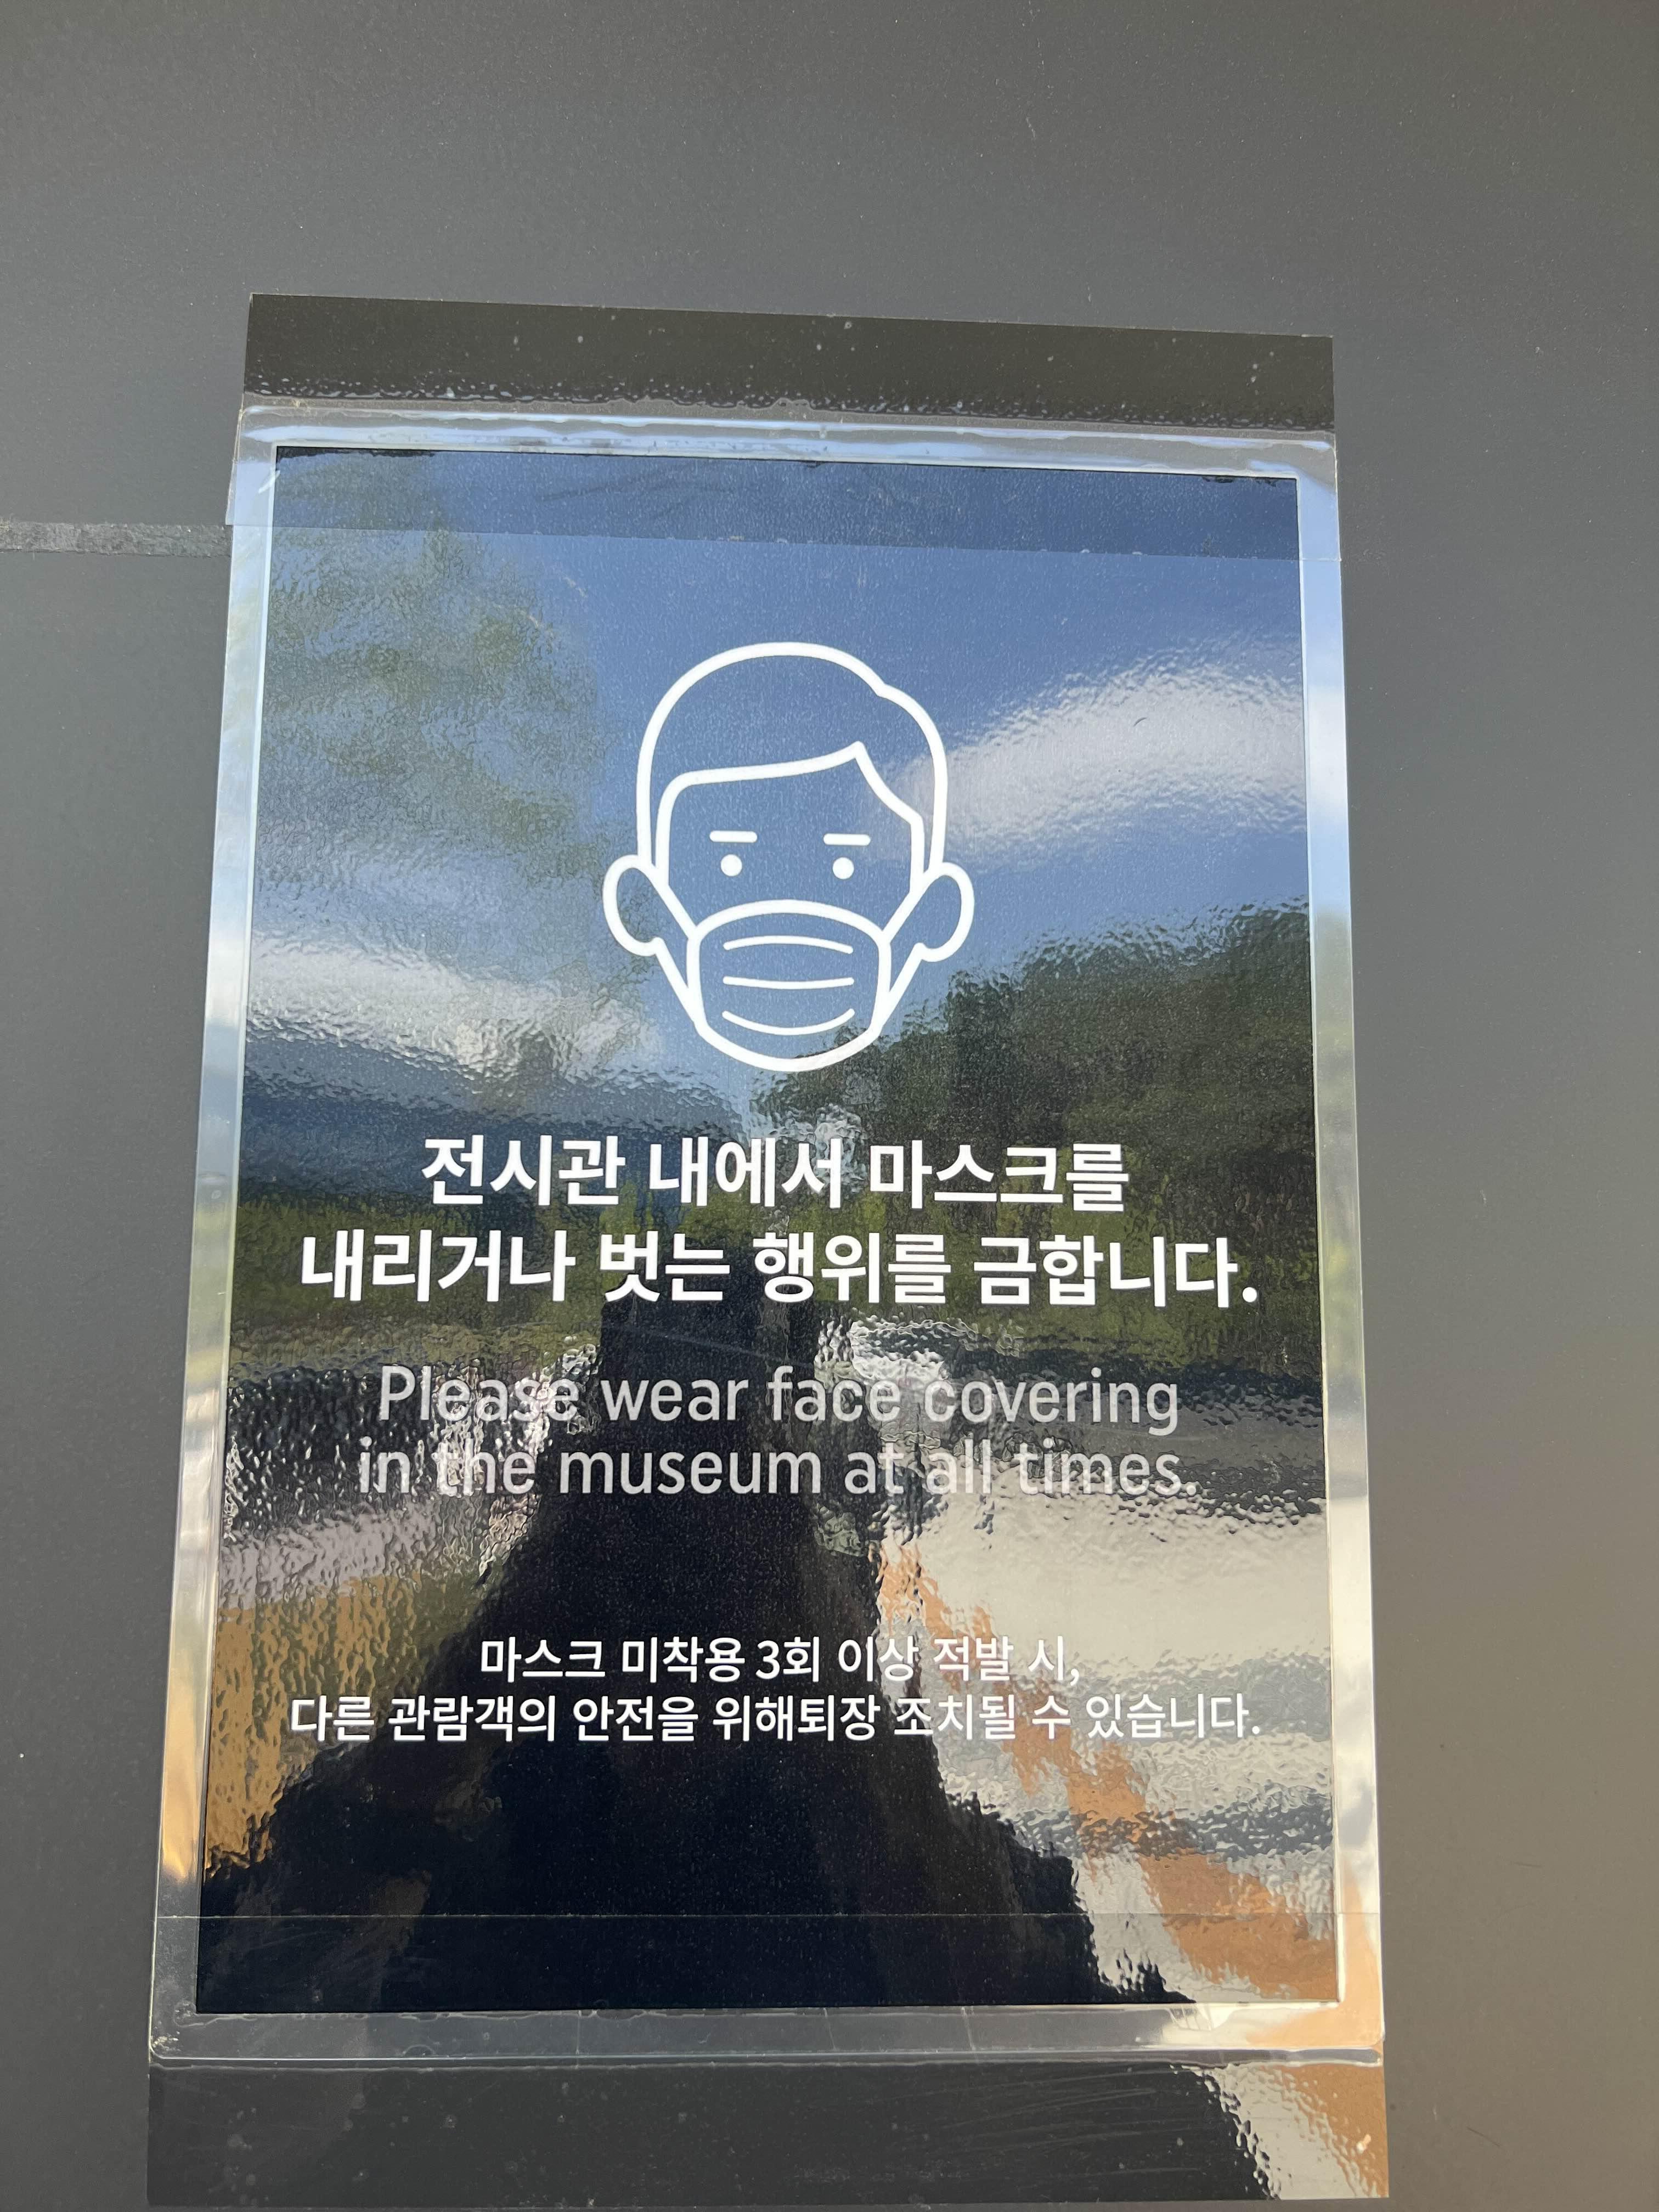 전시관 내에서 마스크를
내리거나 벗는 행위를 금합니다.
Please wear face covering
in the museum at all times.
마스크 미착용 3회 이상 적발 시,
다른 관람객의 안전을 위해퇴장 조치될 수 있습니다.